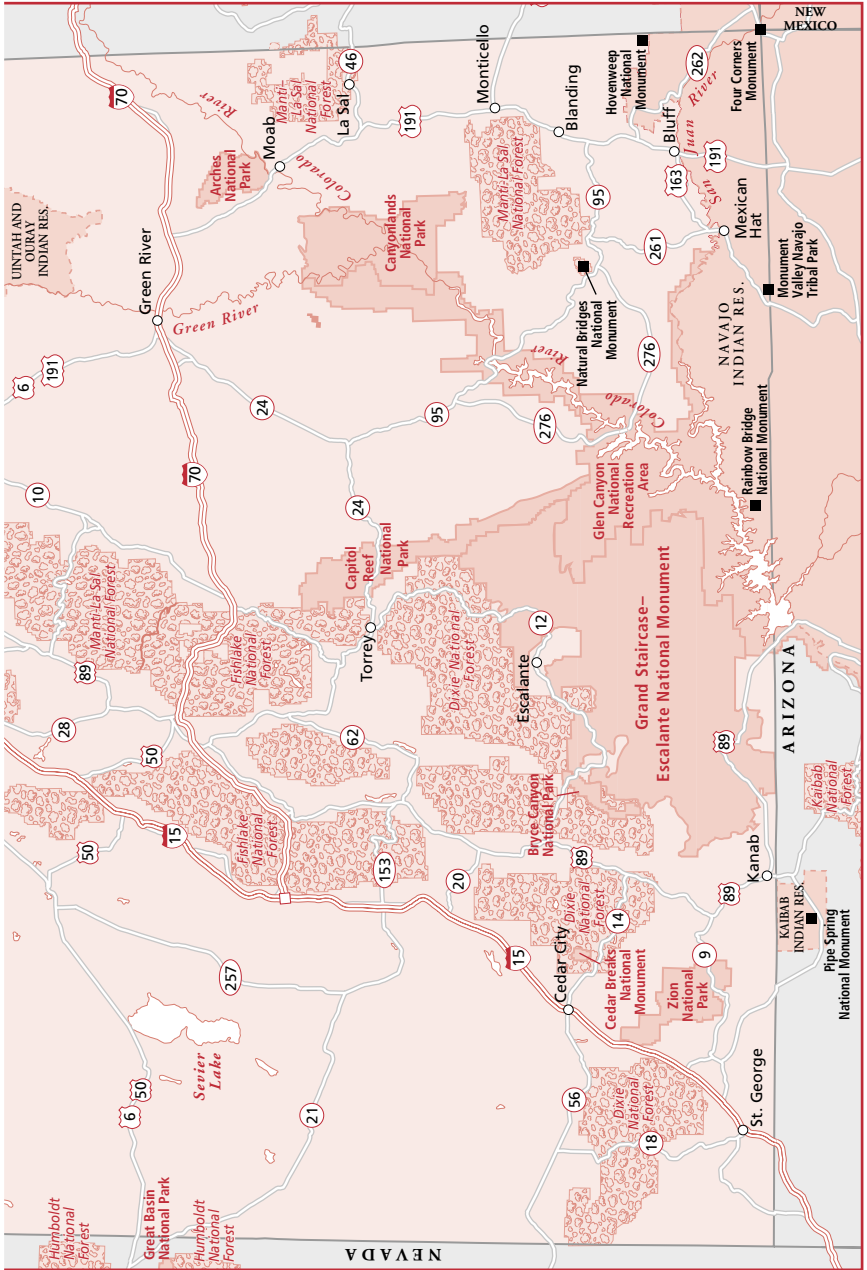 Humboldt
National
Forest
Great Basin
National Park
Humboldt
National
Forest
6
50
Sevier
Lake
21
257
50
15
50
28
89
Manti-La Sal
National Forest
10
6
191
UINTAH AND
OURAY
INDIAN RES.
70
Green River
Green River
70
River
Arches
National
Park
Moab
Colorado
Manti-
La-Sal
National
Forest
La Sal
46
Fishlake
National
Forest
Fishlake
National
Forest
153
62
24
24
Torrey
Capitol
Reef
National
Park
Canyonlands
National
Park
191
Monticello
Manti-La Sal
National Forest
Blanding
95
20
Dixie National
Forest
12
Escalante
95
276
River
Colorado
Natural Bridges
National
Monument
261
276
NEVADA
56
Dixie
National
Forest
18
St. George
15
Cedar City
Dixie
National
Forest
Cedar Breaks
National
Monument
14
89
Bryce Canyon
National Park
Zion
National
Park
9
89
Kanab
89
Grand Staircase–
Escalante National Monument
Glen Canyon
National
Recreation
Area
Rainbow Bridge
National Monument
NAVAJO
INDIAN RES.
Mexican
Hat
Monument
Valley Navajo
Tribal Park
163
San
Juan
River
Bluff
191
262
Hovenweep
National
Monument
Four Corners
Monument
NEW
MEXICO
ARIZONA
KAIBAB
INDIAN RES.
Pipe Spring
National Monument
Kaibab
National
Forest